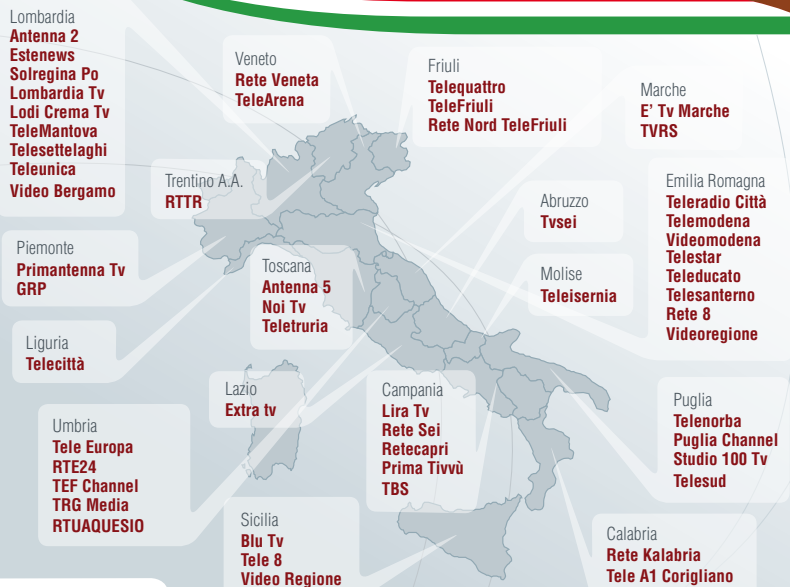 Lombardia
Antenna 2
Estenews
Solregina Po
Lombardia Tv
Lodi Crema Tv
TeleMantova
Telesettelaghi
Teleunica
Video Bergamo
Veneto
Rete Veneta
TeleArena
Friuli
Telequattro
TeleFriuli
Rete Nord TeleFriuli
Marche
E' Tv Marche
TVRS
Trentino A.A.
RTTR
Abruzzo
Tvsei
Emilia Romagna
Teleradio Città
Telemodena
Videomodena
Telestar
Teleducato
Telesanterno
Rete 8
Videoregione
Piemonte
Primantenna Tv
GRP
Toscana
Antenna 5
Noi Tv
Teletruria
Molise
Teleisernia
Liguria
Telecittà
Lazio
Extra tv
Campania
Lira Tv
Rete Sei
Retecapri
Prima Tivvù
TBS
Puglia
Telenorba
Puglia Channel
Studio 100 Tv
Telesud
Umbria
Tele Europa
RTE24
TEF Channel
TRG Media
RTUAQUESIO
Sicilia
Blu Tv
Tele 8
Video Regione
Calabria
Rete Kalabria
Tele A1 Corigliano